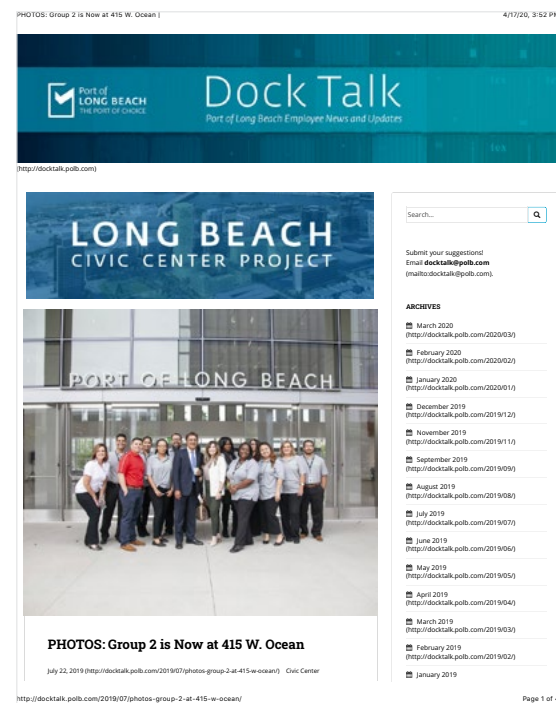 PHOTOS: Group 2 is Now at 415 W. Ocean |
4/17/20, 3:52 PM
Port of
LONG BEACH
THE PORT OF CHOICE
Dock Talk
Port of Long Beach Employee News and Updates
(http://docktalk.polb.com)
LONG BEACH
CIVIC CENTER PROJECT
PORT OF LONG BEACH
PHOTOS: Group 2 is Now at 415 W. Ocean
July 22, 2019 (http://docktalk.polb.com/2019/07/photos-group-2-at-415-w-ocean/) Civic Center
Search...
Submit your suggestions!
Email docktalk@polb.com
(mailto:docktalk@polb.com).
ARCHIVES
March 2020
(http://docktalk.polb.com/2020/03/)
February 2020
(http://docktalk.polb.com/2020/02/)
January 2020
(http://docktalk.polb.com/2020/01/)
December 2019
(http://docktalk.polb.com/2019/12/)
November 2019
(http://docktalk.polb.com/2019/11/)
September 2019
(http://docktalk.polb.com/2019/09/)
August 2019
(http://docktalk.polb.com/2019/08/)
July 2019
(http://docktalk.polb.com/2019/07/)
June 2019
(http://docktalk.polb.com/2019/06/)
May 2019
(http://docktalk.polb.com/2019/05/)
April 2019
(http://docktalk.polb.com/2019/04/)
March 2019
(http://docktalk.polb.com/2019/03/)
February 2019
(http://docktalk.polb.com/2019/02/)
January 2019
http://docktalk.polb.com/2019/07/photos-group-2-at-415-w-ocean/
Page 1 of